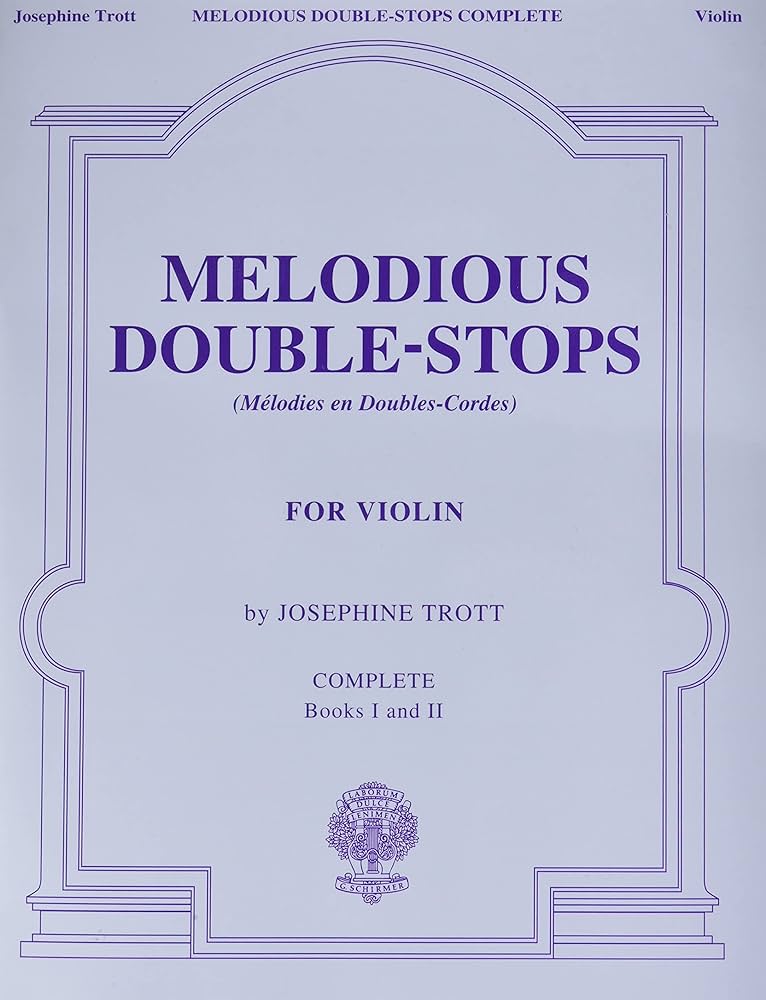 Josephine Trott MELODIOUS DOUBLE-STOPS COMPLETE Violin
MELODIOUS
DOUBLE-STOPS
(Mélodies en Doubles-Cordes)
FOR VIOLIN
by JOSEPHINE TROTT
COMPLETE
Books I and II
LABORUM
DULCE
LENIMEN
G. SCHIRMER